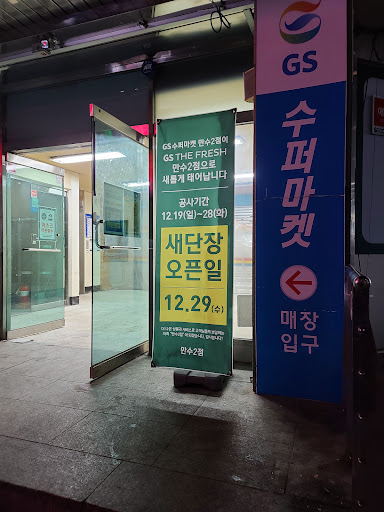 GS수퍼마켓 만수2점이
GS THE FRESH
만수2점으로
새롭게 태어납니다
공사기간
12.19(일)~28(화)
새단장
오픈일
12.29(수)
만수2점
GS
수퍼마켓
매장
입구